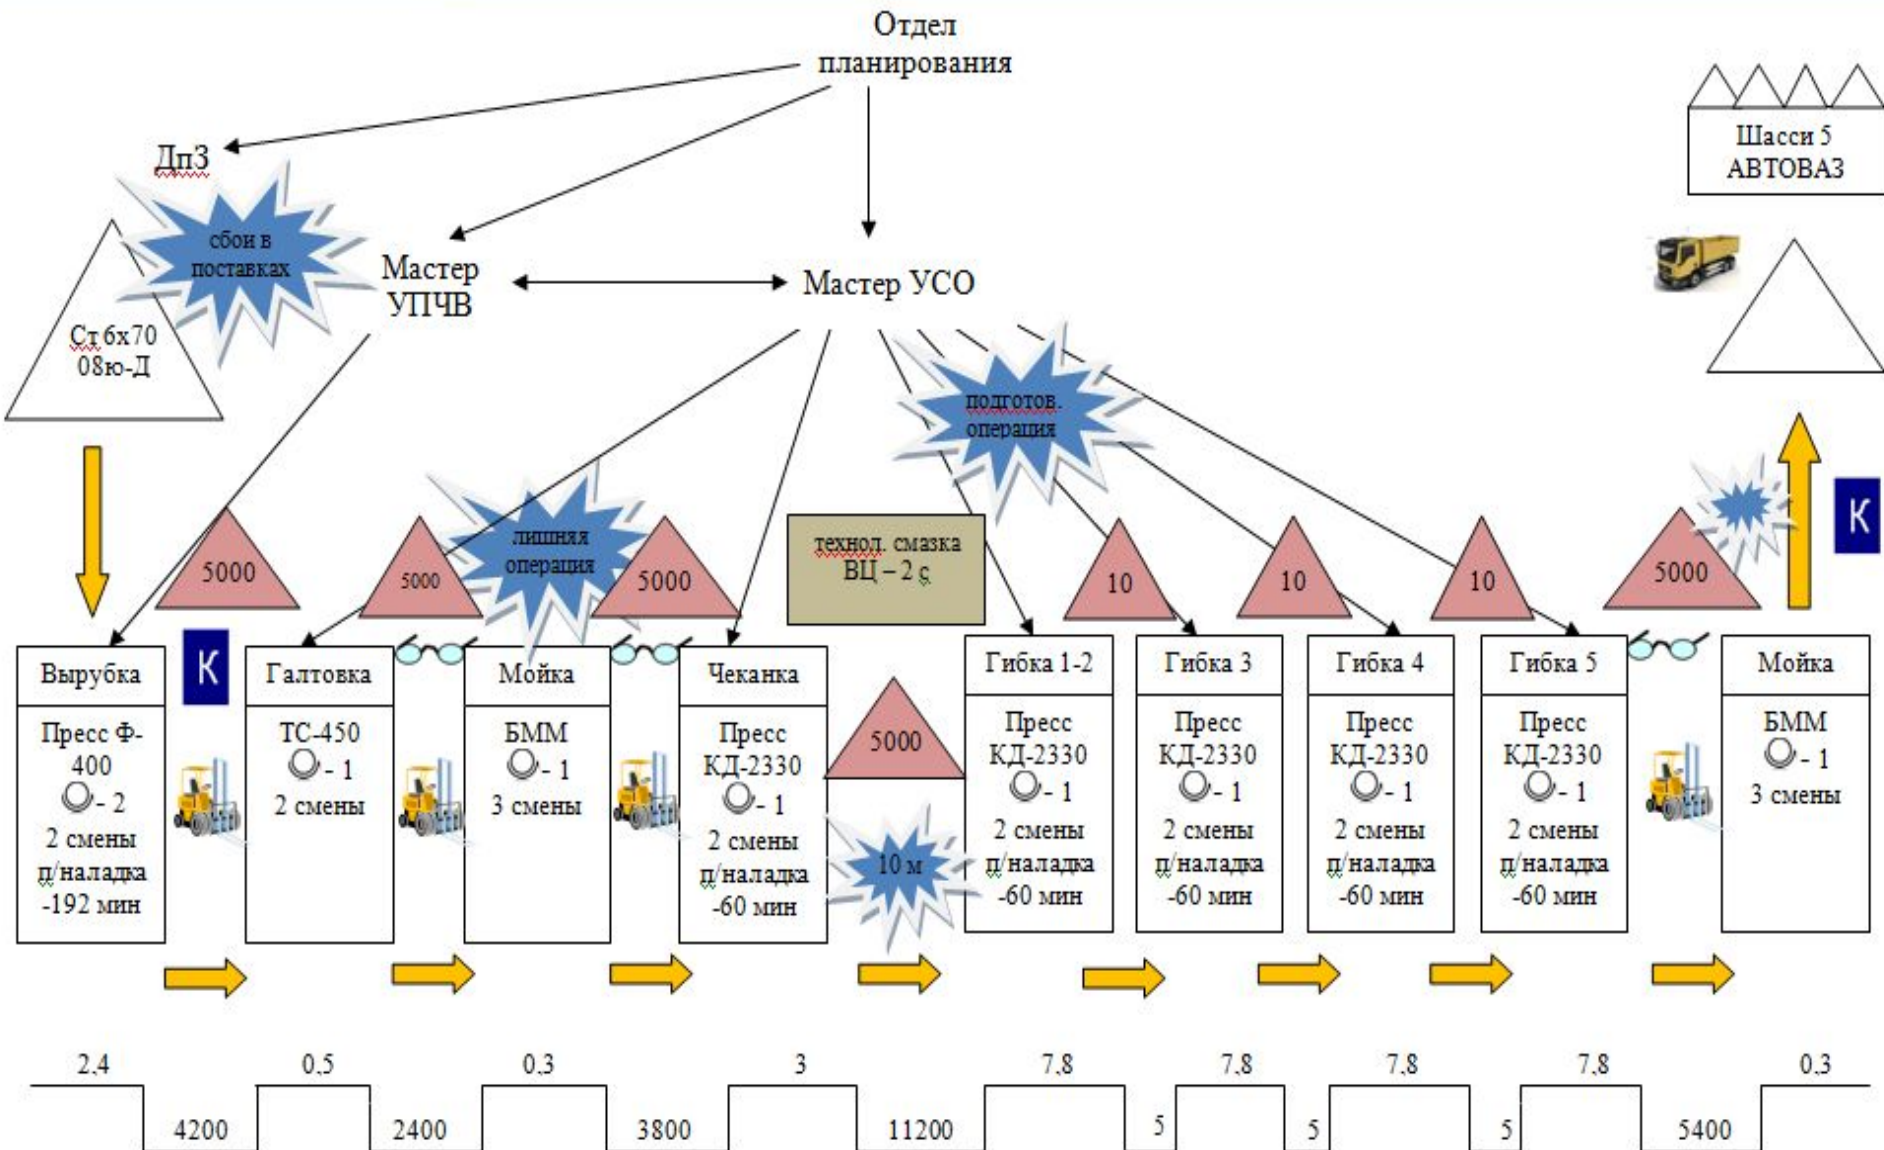 Отдел
планирования
ДпЗ
Шасси 5
АВТОВАЗ
сбои в
поставках
Мастер
УПЧВ
Мастер УСО
Ст 6х70
08ю-Д
подготов.
операция
лишняя
операция
технол. смазка
ВЦ – 2 с
К
5000
5000
5000
10
10
10
5000
К
Вырубка
Пресс Ф-
400
- 2
2 смены
п/наладка
-192 мин
Галтовка
ТС-450
- 1
2 смены
Мойка
БММ
- 1
3 смены
Чеканка
Пресс
КД-2330
- 1
2 смены
п/наладка
-60 мин
5000
10 м
Гибка 1-2
Пресс
КД-2330
- 1
2 смены
п/наладка
-60 мин
Гибка 3
Пресс
КД-2330
- 1
2 смены
п/наладка
-60 мин
Гибка 4
Пресс
КД-2330
- 1
2 смены
п/наладка
-60 мин
Гибка 5
Пресс
КД-2330
- 1
2 смены
п/наладка
-60 мин
Мойка
БММ
- 1
3 смены
2,4 0,5 0,3 3 7,8 7,8 7,8 7,8 0,3
4200 2400 3800 11200 5 5 5 5400